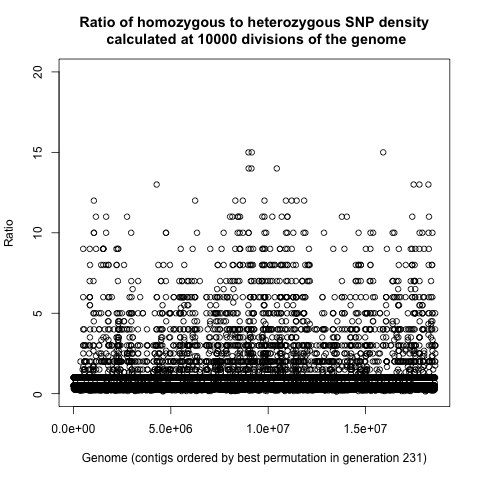 Ratio of homozygous to heterozygous SNP density
calculated at 10000 divisions of the genome
20
15
10
5
0
Ratio
0.0e+00 5.0e+06 1.0e+07 1.5e+07
Genome (contigs ordered by best permutation in generation 231)